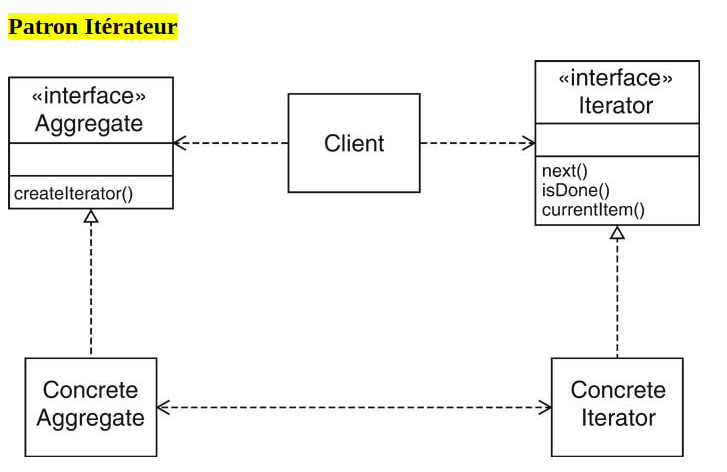 Patron Itérateur
«interface»
Aggregate
createIterator()
Client
«interface»
Iterator
next()
isDone()
currentItem()
Concrete
Aggregate
Concrete
Iterator